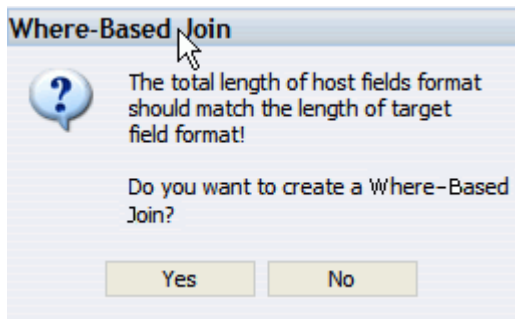 Where-Based Join
The total length of host fields format
should match the length of target
field format!
Do you want to create a Where-Based
Join?
Yes
No